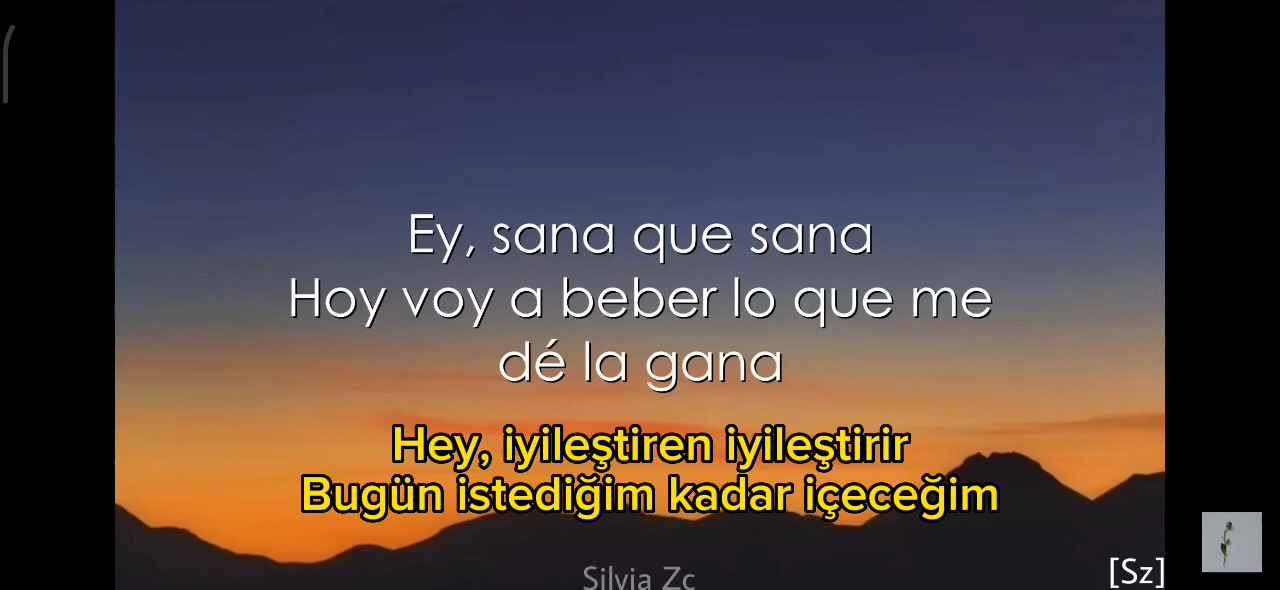 Ey, sana que sana
Hoy voy a beber lo que me
dé la gana
Hey, iyileştiren iyileştirir
Bugün istediğim kadar içeceğim
Silvia Zc
[Sz]